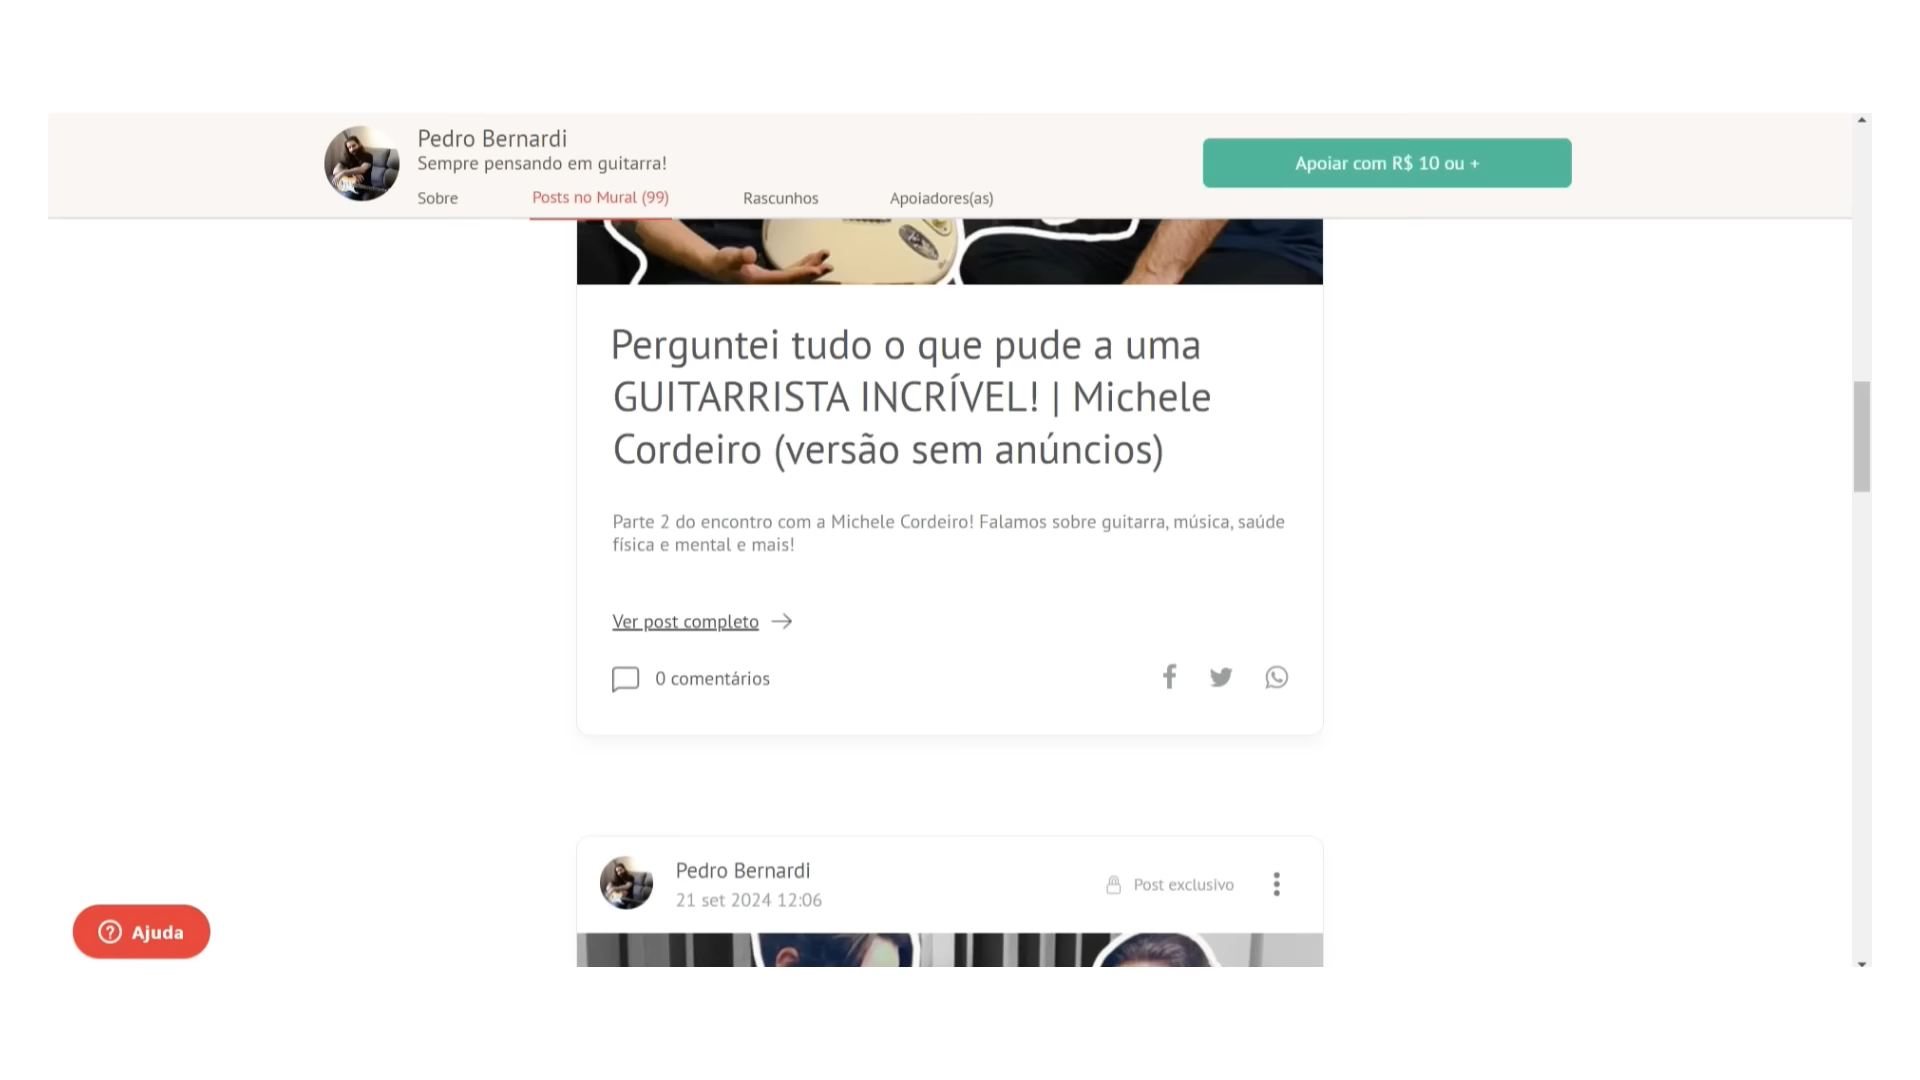 Pedro Bernardi
Sempre pensando em guitarra!
Sobre
Posts no Mural (99)
Rascunhos
Apoiadores(as)
Apoiar com R$ 10 ou +
Perguntei tudo o que pude a uma
GUITARRISTA INCRÍVEL! | Michele
Cordeiro (versão sem anúncios)
Parte 2 do encontro com a Michele Cordeiro! Falamos sobre guitarra, música, saúde
física e mental e mais!
Ver post completo
0 comentários
Pedro Bernardi
21 set 2024 12:06
Post exclusivo
Ajuda